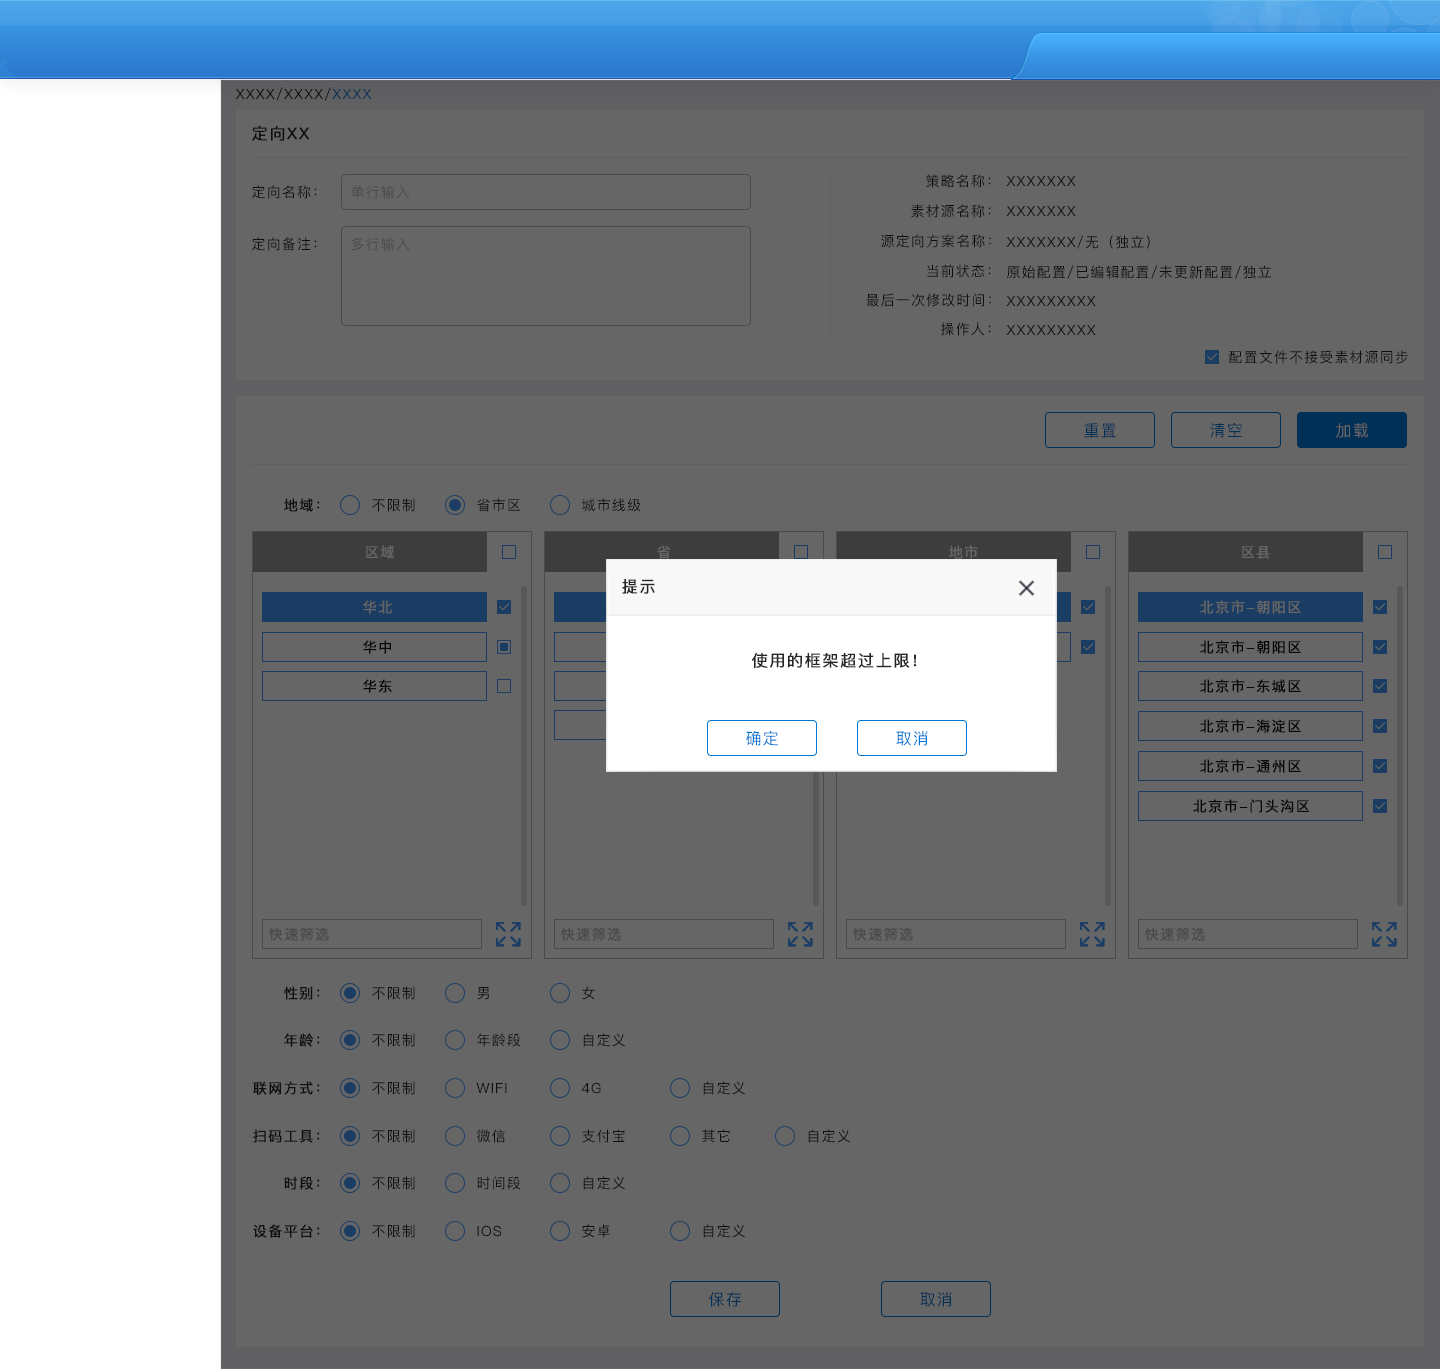 XXXX/XXXX/XXXX
定向XX
定向名称： 单行输入
定向备注： 多行输入
策略名称： XXXXXXX
素材源名称： XXXXXXX
源定向方案名称： XXXXXXX/无（独立）
当前状态： 原始配置/已编辑配置/未更新配置/独立
最后一次修改时间： XXXXXXXXX
操作人： XXXXXXXXX
配置文件不接受素材源同步
重置 清空 加载
地域： 不限制 省市区 城市线级
区域 省 地市 区县
提示
华北 北京市–朝阳区
华中 北京市–朝阳区
使用的框架超过上限！
华东 北京市–东城区
北京市–海淀区
确定 取消
北京市–通州区
北京市–门头沟区
快速筛选 快速筛选 快速筛选 快速筛选
性别： 不限制 男 女
年龄： 不限制 年龄段 自定义
联网方式： 不限制 WIFI 4G 自定义
扫码工具： 不限制 微信 支付宝 其它 自定义
时段： 不限制 时间段 自定义
设备平台： 不限制 IOS 安卓 自定义
保存 取消